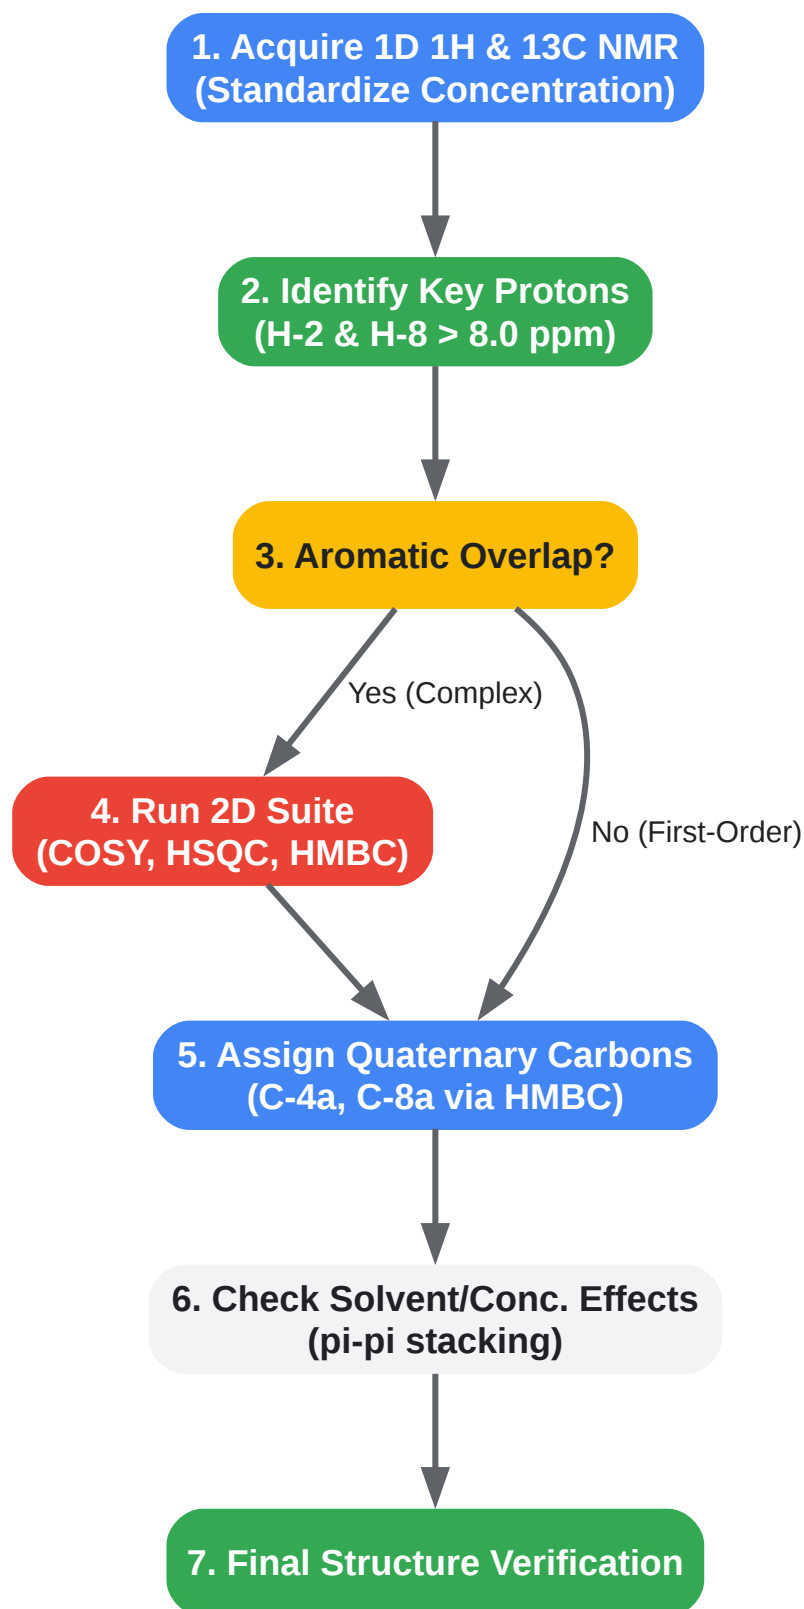 1. Acquire 1D 1H & 13C NMR
(Standardize Concentration)
2. Identify Key Protons
(H-2 & H-8 > 8.0 ppm)
3. Aromatic Overlap?
Yes (Complex)
4. Run 2D Suite
(COSY, HSQC, HMBC)
No (First-Order)
5. Assign Quaternary Carbons
(C-4a, C-8a via HMBC)
6. Check Solvent/Conc. Effects
(pi-pi stacking)
7. Final Structure Verification